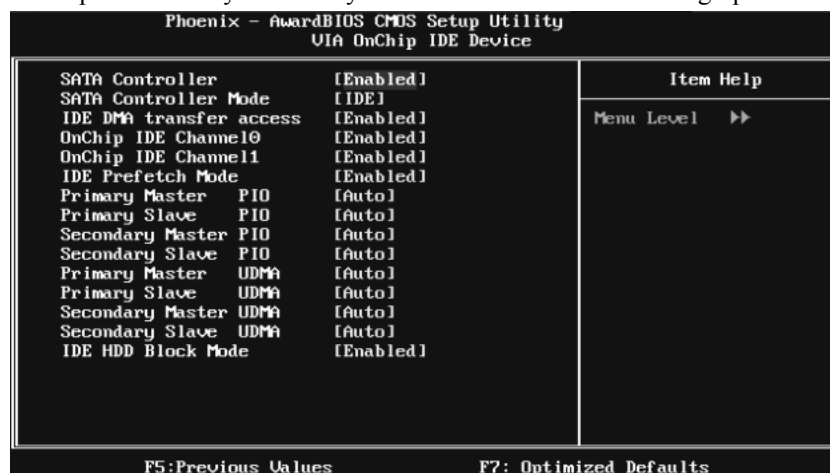 Phoenix - AwardBIOS CMOS Setup Utility
VIA OnChip IDE Device
SATA Controller [Enabled]
SATA Controller Mode [IDE]
IDE DMA transfer access [Enabled]
OnChip IDE Channel0 [Enabled]
OnChip IDE Channel1 [Enabled]
IDE Prefetch Mode [Enabled]
Primary Master PIO [Auto]
Primary Slave PIO [Auto]
Secondary Master PIO [Auto]
Secondary Slave PIO [Auto]
Primary Master UDMA [Auto]
Primary Slave UDMA [Auto]
Secondary Master UDMA [Auto]
Secondary Slave UDMA [Auto]
IDE HDD Block Mode [Enabled]
Item Help
Menu Level ▶▶
F5:Previous Values F7: Optimized Defaults